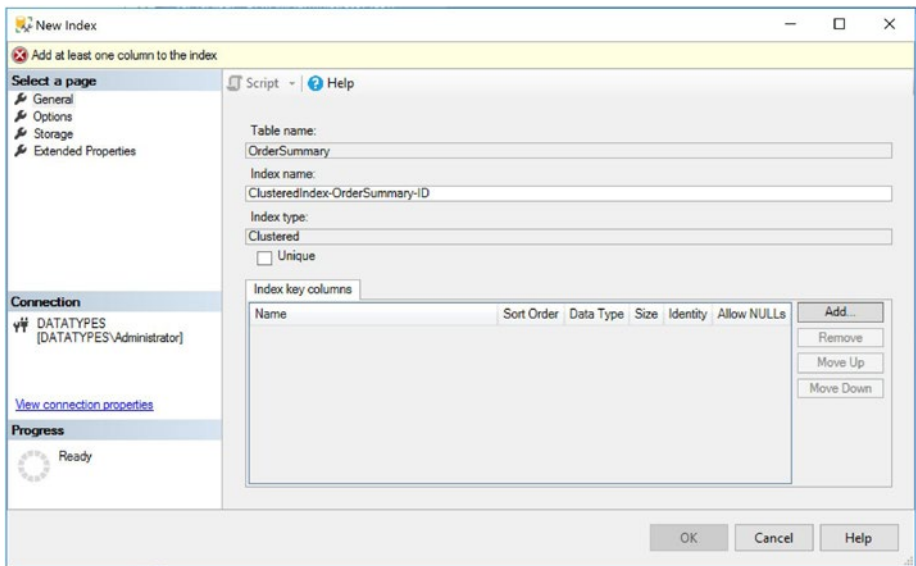 New Index
Add at least one column to the index
Select a page
General
Options
Storage
Extended Properties
Script
Help
Table name:
OrderSummary
Index name:
ClusteredIndex-OrderSummary-ID
Index type:
Clustered
Unique
Index key columns
Name Sort Order Data Type Size Identity Allow NULLs
Add...
Remove
Move Up
Move Down
Connection
DATATYPES
[DATATYPES\Administrator]
View connection properties
Progress
Ready
OK Cancel Help